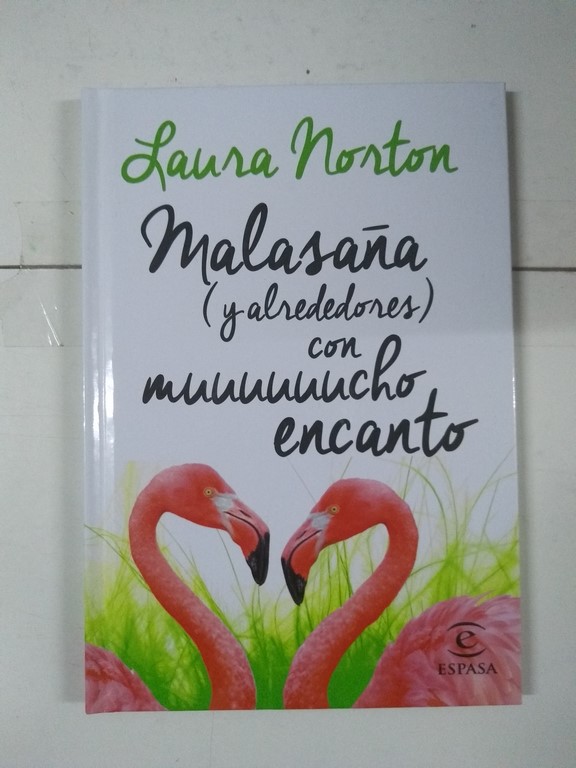 Laura Norton
Malasaña
(y alrededores)
con
muuuuuucho
encanto
e
ESPASA